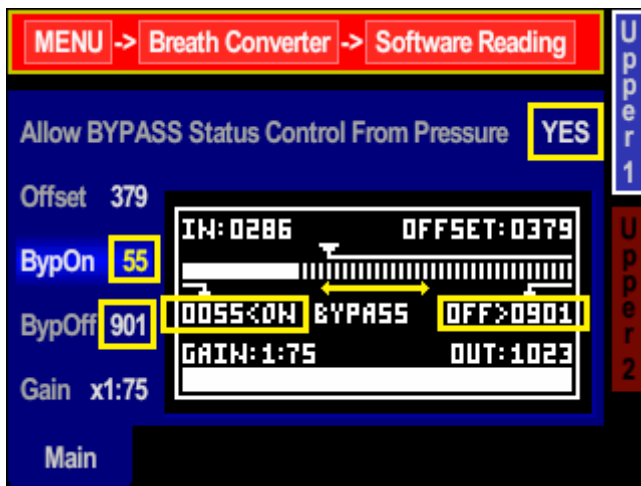 MENU -> Breath Converter -> Software Reading
Allow BYPASS Status Control From Pressure YES
Offset 379
BypOn 55
BypOff 901
Gain x1:75
IN:0286 OFFSET:0379
0055<ON BYPASS OFF>0901
GAIN:1:75 OUT:1023
Main
Upper 1
Upper 2